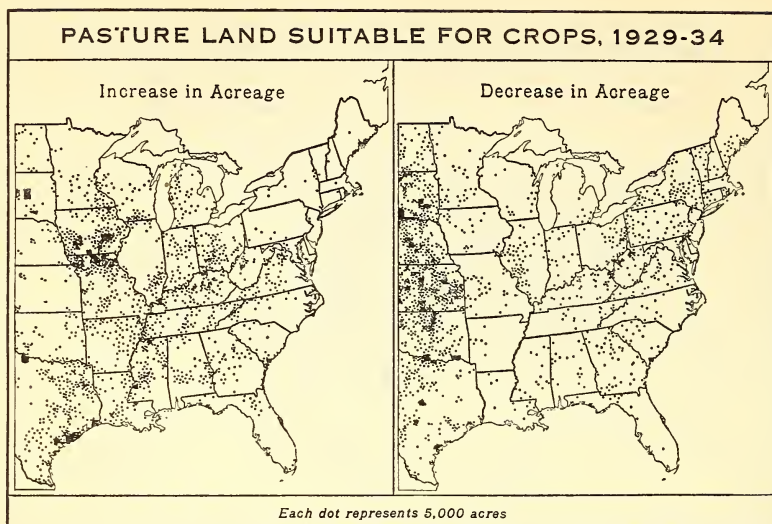 PASTURE LAND SUITABLE FOR CROPS, 1929-34
Increase in Acreage
Decrease in Acreage
Each dot represents 5,000 acres